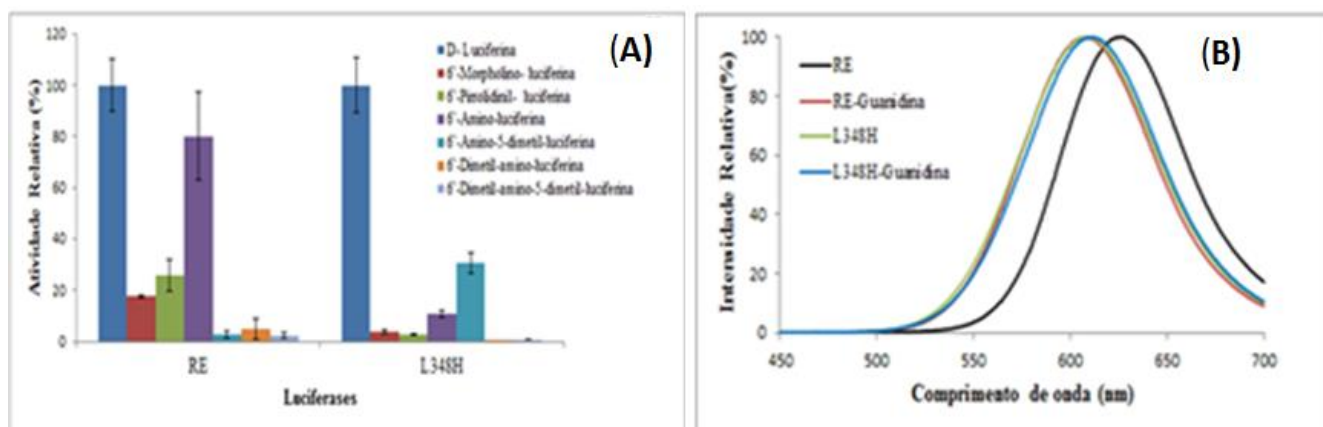 (A)
Atividade Relativa (%)
120
100
80
60
40
20
0
D- Luciferina
6'-Morpholino- luciferina
6'-Pirrolidinil- luciferina
6'-Amino-luciferina
6'-Amino-5-dimetil-luciferina
6'-Dimetil-amino-luciferina
6'-Dimetil-amino-5-dimetil-luciferina
RE
L348H
Luciferases
(B)
Intensidade Relativa(%)
100
80
60
40
20
0
RE
RE-Guanidina
L348H
L348H-Guanidina
450
500
550
600
650
700
Comprimento de onda (nm)